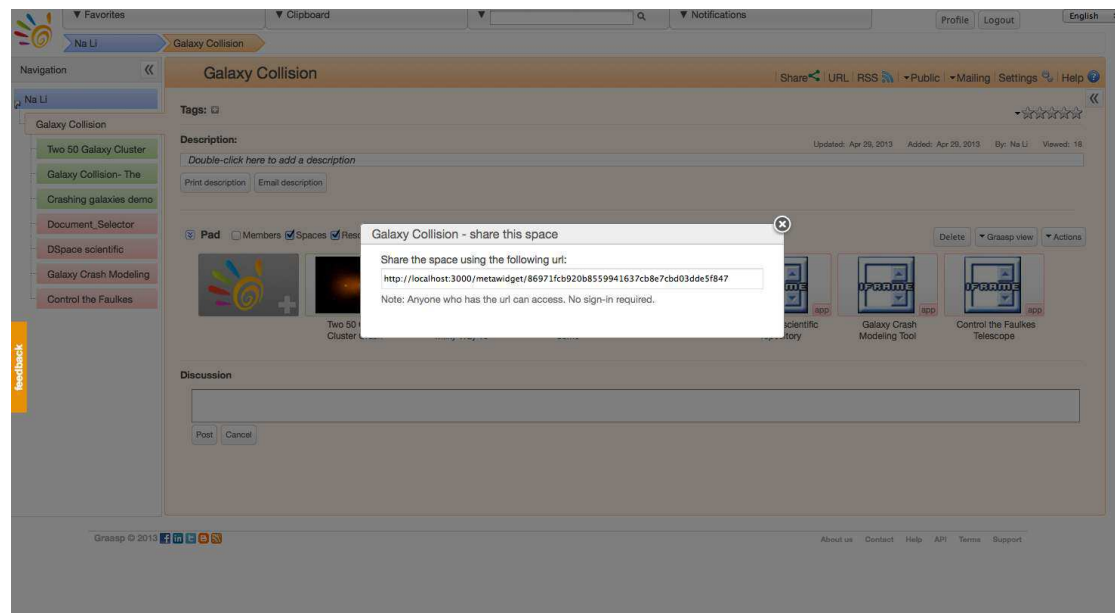 ▼ Favorites
▼ Clipboard
▼
▼ Notifications
Profile
Logout
English
Na Li
Galaxy Collision
Navigation
Galaxy Collision
Share URL RSS ▾Public ▾Mailing Settings Help
Na Li
Galaxy Collision
Two 50 Galaxy Cluster
Galaxy Collision- The
Crashing galaxies demo
Document_Selector
DSpace scientific
Galaxy Crash Modeling
Control the Faulkes
Tags:
Description:
Updated: Apr 29, 2013 Added: Apr 29, 2013 By: Na Li Viewed: 18
Double-click here to add a description
Print description
Email description
Pad Members Spaces
Delete
▾ Graasp view
▾ Actions
Galaxy Collision - share this space
Share the space using the following url:
http://localhost:3000/metawidget/86971fcb920b8559941637cb8e7cbd03dde5f847
Note: Anyone who has the url can access. No sign-in required.
IFRAME
IFRAME
app
app
app
Two 50
Cluster
Galaxy Crash
Modeling Tool
Control the Faulkes
Telescope
Discussion
Post
Cancel
feedback
Graasp © 2013
About us Contact Help API Terms Support